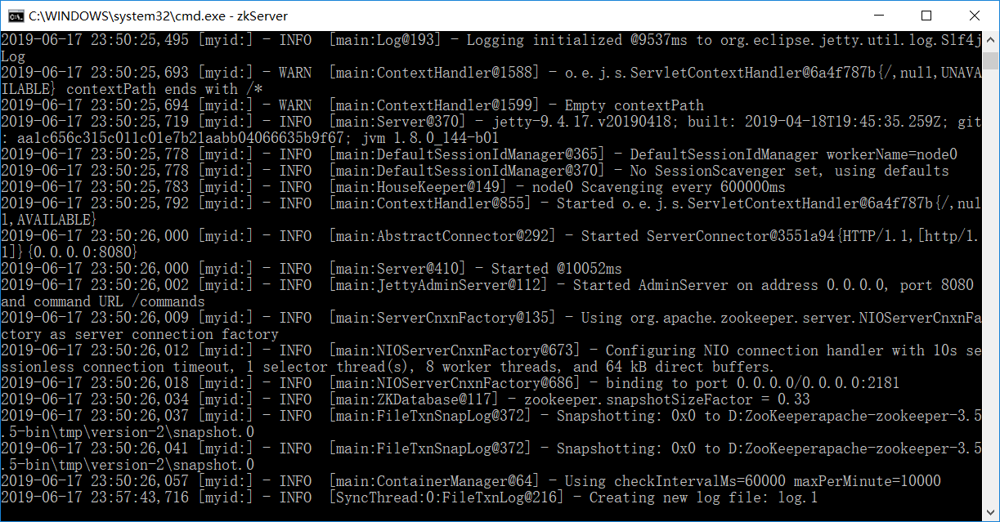 C:\WINDOWS\system32\cmd.exe - zkServer
2019-06-17 23:50:25,495 [myid:] - INFO  [main:Log@193] - Logging initialized @9537ms to org.eclipse.jetty.util.log.Slf4j
Log
2019-06-17 23:50:25,693 [myid:] - WARN  [main:ContextHandler@1588] - o.e.j.s.ServletContextHandler@6a4f787b{/,null,UNAVA
ILABLE} contextPath ends with /*
2019-06-17 23:50:25,694 [myid:] - WARN  [main:ContextHandler@1599] - Empty contextPath
2019-06-17 23:50:25,719 [myid:] - INFO  [main:Server@370] - jetty-9.4.17.v20190418; built: 2019-04-18T19:45:35.259Z; git
: aa1c656c315c011c01e7b21aabb04066635b9f67; jvm 1.8.0_144-b01
2019-06-17 23:50:25,778 [myid:] - INFO  [main:DefaultSessionIdManager@365] - DefaultSessionIdManager workerName=node0
2019-06-17 23:50:25,778 [myid:] - INFO  [main:DefaultSessionIdManager@370] - No SessionScavenger set, using defaults
2019-06-17 23:50:25,783 [myid:] - INFO  [main:HouseKeeper@149] - node0 Scavenging every 600000ms
2019-06-17 23:50:25,792 [myid:] - INFO  [main:ContextHandler@855] - Started o.e.j.s.ServletContextHandler@6a4f787b{/,nul
l,AVAILABLE}
2019-06-17 23:50:26,000 [myid:] - INFO  [main:AbstractConnector@292] - Started ServerConnector@3551a94{HTTP/1.1,[http/1.
1]}{0.0.0.0:8080}
2019-06-17 23:50:26,000 [myid:] - INFO  [main:Server@410] - Started @10052ms
2019-06-17 23:50:26,002 [myid:] - INFO  [main:JettyAdminServer@112] - Started AdminServer on address 0.0.0.0, port 8080
and command URL /commands
2019-06-17 23:50:26,009 [myid:] - INFO  [main:ServerCnxnFactory@135] - Using org.apache.zookeeper.server.NIOServerCnxnFa
ctory as server connection factory
2019-06-17 23:50:26,012 [myid:] - INFO  [main:NIOServerCnxnFactory@673] - Configuring NIO connection handler with 10s se
ssionless connection timeout, 1 selector thread(s), 8 worker threads, and 64 kB direct buffers.
2019-06-17 23:50:26,018 [myid:] - INFO  [main:NIOServerCnxnFactory@686] - binding to port 0.0.0.0/0.0.0.0:2181
2019-06-17 23:50:26,034 [myid:] - INFO  [main:ZKDatabase@117] - zookeeper.snapshotSizeFactor = 0.33
2019-06-17 23:50:26,037 [myid:] - INFO  [main:FileTxnSnapLog@372] - Snapshotting: 0x0 to D:ZooKeeperapache-zookeeper-3.5
.5-bin\tmp\version-2\snapshot.0
2019-06-17 23:50:26,041 [myid:] - INFO  [main:FileTxnSnapLog@372] - Snapshotting: 0x0 to D:ZooKeeperapache-zookeeper-3.5
.5-bin\tmp\version-2\snapshot.0
2019-06-17 23:50:26,057 [myid:] - INFO  [main:ContainerManager@64] - Using checkIntervalMs=60000 maxPerMinute=10000
2019-06-17 23:57:43,716 [myid:] - INFO  [SyncThread:0:FileTxnLog@216] - Creating new log file: log.1